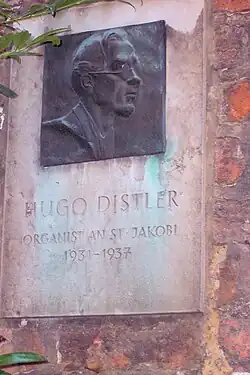 HUGO DISTLER
ORGANIST AN ST·JAKOBI
1931-1937